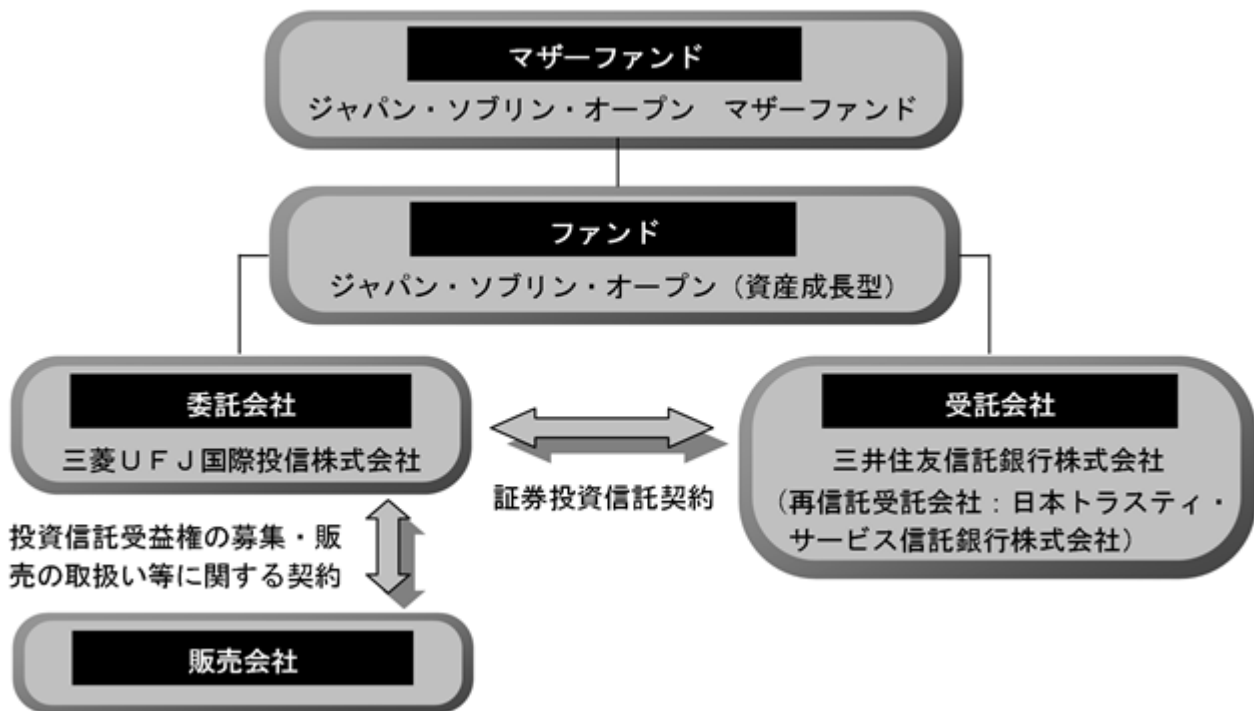 マザーファンド
ジャパン・ソブリン・オープン　マザーファンド
ファンド
ジャパン・ソブリン・オープン（資産成長型）
委託会社
三菱ＵＦＪ国際投信株式会社
受託会社
三井住友信託銀行株式会社
（再信託受託会社：日本トラスティ・
サービス信託銀行株式会社）
証券投資信託契約
投資信託受益権の募集・販
売の取扱い等に関する契約
販売会社